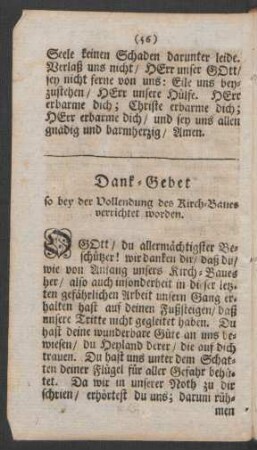 (56)
Seele keinen Schaden darunter leide.
Verlaß uns nicht/ HErr unser GOtt/
sey nicht ferne von uns: Eile uns bey-
zustehen/ HErr unsere Hülfe. HErr
erbarme dich; Christe erbarme dich;
HErr erbarme dich/ und sey uns allen
gnädig und barmherzig/ Amen.
Dank-Gebet
so bey der Vollendung des Kirch-Baues
verrichtet worden.
GOtt/ du allermächtigster Be-
schützer! wir danken dir/ daß du/
wie von Anfang unsers Kirch-Baues
her/ also auch insonderheit in dieser letz-
ten gefährlichen Arbeit unsern Gang er-
halten hast auf deinen Fußsteigen/ daß
unsere Tritte nicht gegleitet haben. Du
hast deine wunderbare Güte an uns be-
wiesen/ du Heyland derer/ die auf dich
trauen. Du hast uns unter dem Schat-
ten deiner Flügel für aller Gefahr behü-
tet. Da wir in unserer Noth zu dir
schrien/ erhörtest du uns; darum rüh-
men